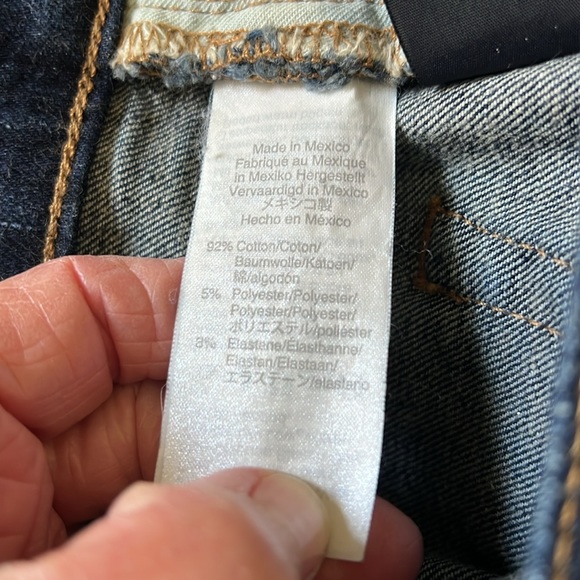 Made in Mexico
Fabriqué au Mexique
in Mexiko Hergestellt
Vervaardigd in Mexico
メキシコ製
Hecho en México
92% Cotton/Coton/
Baumwolle/Katoen/
綿/algodón
5% Polyester/Polyester/
Polyester/Polyester/
ポリエステル/poliéster
3% Elastene/Elasthanne/
Elastan/Elastaan/
エラステーン/elastano